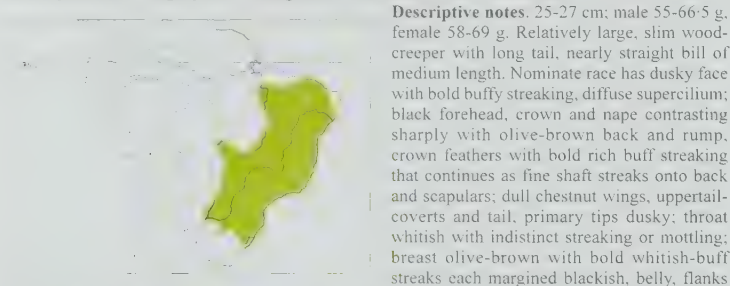 Descriptive notes. 25-27 cm; male 55-66·5 g,
female 58-69 g. Relatively large, slim wood-
creeper with long tail, nearly straight bill of
medium length. Nominate race has dusky face
with bold buffy streaking, diffuse supercilium;
black forehead, crown and nape contrasting
sharply with olive-brown back and rump,
crown feathers with bold rich buff streaking
that continues as fine shaft streaks onto back
and scapulars; dull chestnut wings, uppertail-
coverts and tail, primary tips dusky; throat
whitish with indistinct streaking or mottling;
breast olive-brown with bold whitish-buff
streaks each margined blackish, belly, flanks